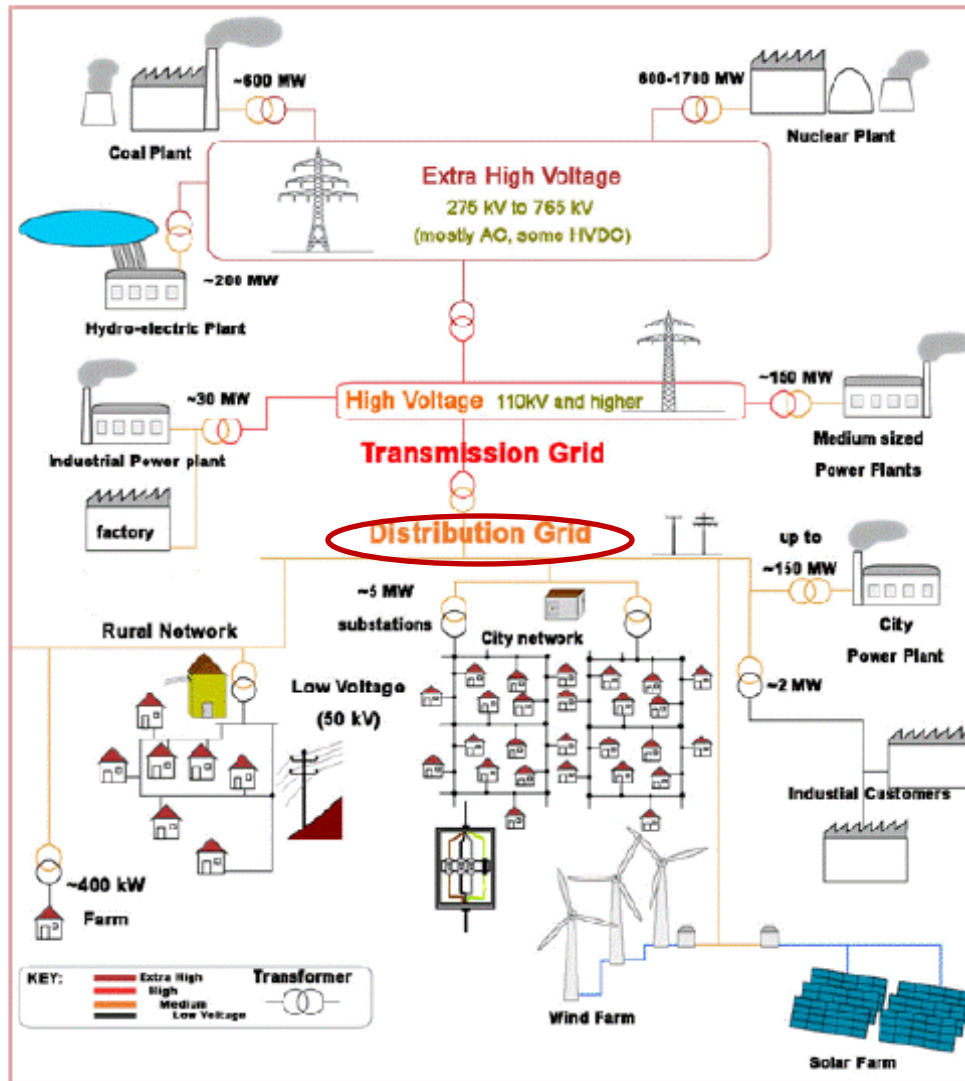 ~600 MW
600-1700 MW
Coal Plant
Nuclear Plant
Extra High Voltage
275 kV to 765 kV
(mostly AC, some HVDC)
~200 MW
Hydro-electric Plant
~30 MW
High Voltage 110kV and higher
~150 MW
Industrial Power plant
Medium sized
Power Plants
Transmission Grid
factory
Distribution Grid
up to
~150 MW
~5 MW
substations
Rural Network
City network
City
Power Plant
Low Voltage
(50 kV)
~2 MW
Industial Customers
~400 kW
Farm
KEY:
Extra High
High
Medium
Low Voltage
Transformer
Wind Farm
Solar Farm